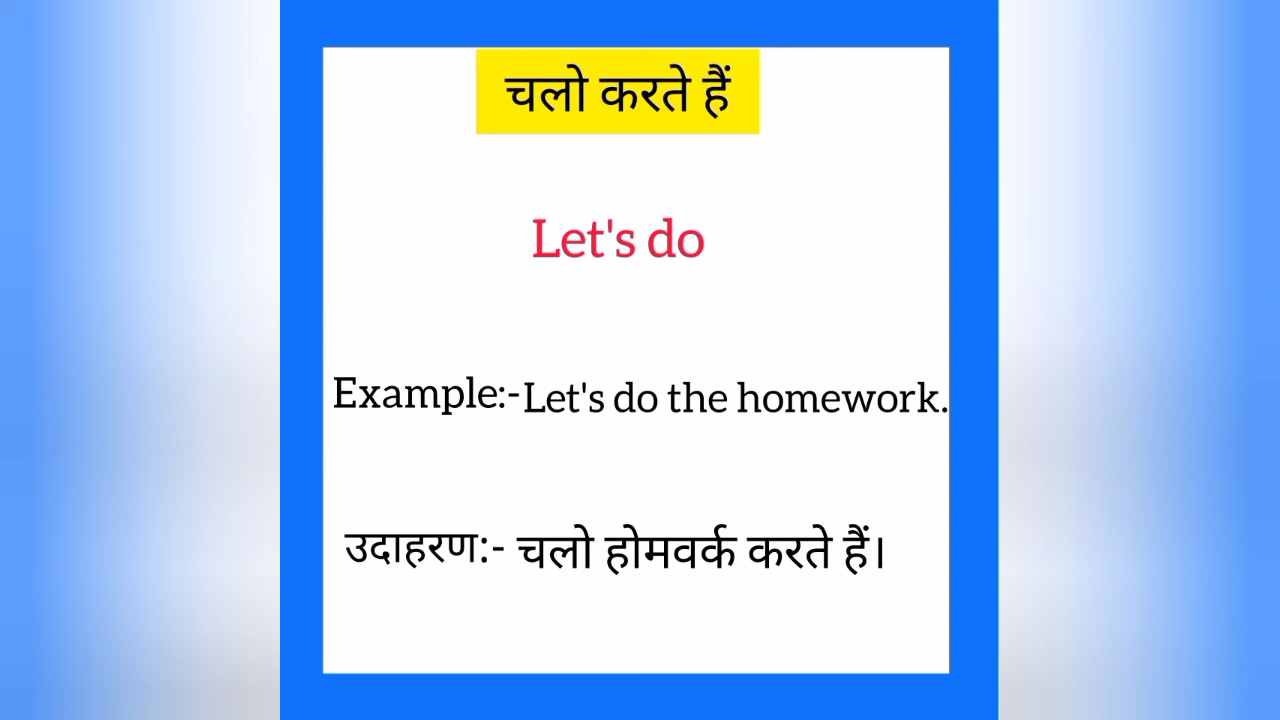 चलो करते हैं
Let's do
Example:-Let's do the homework.
उदाहरण:- चलो होमवर्क करते हैं।